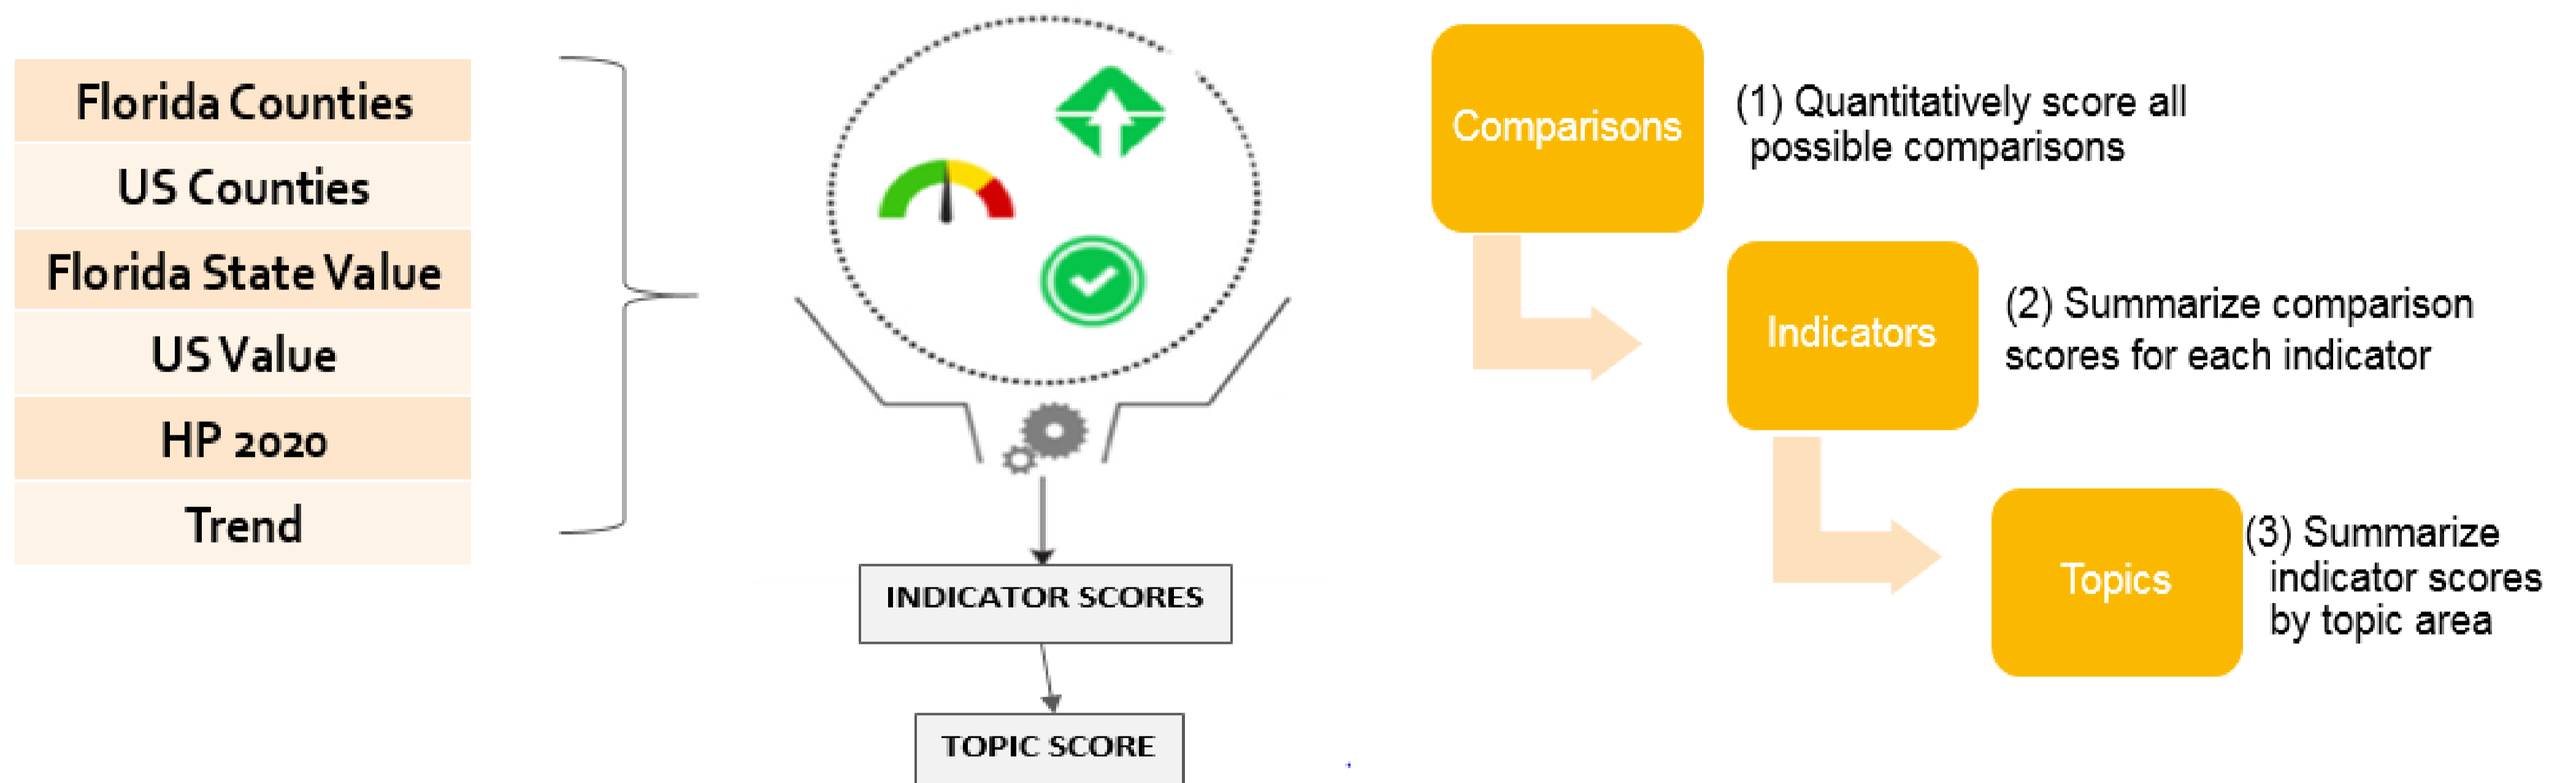 Florida Counties
US Counties
Florida State Value
US Value
HP 2020
Trend
INDICATOR SCORES
TOPIC SCORE
Comparisons
(1) Quantitatively score all
possible comparisons
Indicators
(2) Summarize comparison
scores for each indicator
Topics
(3) Summarize
indicator scores
by topic area